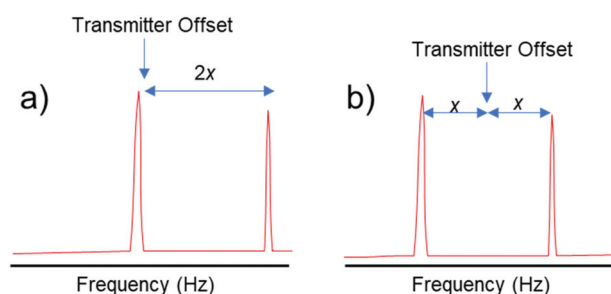 Transmitter Offset
2x
a)
Frequency (Hz)
Transmitter Offset
b)
x x
Frequency (Hz)